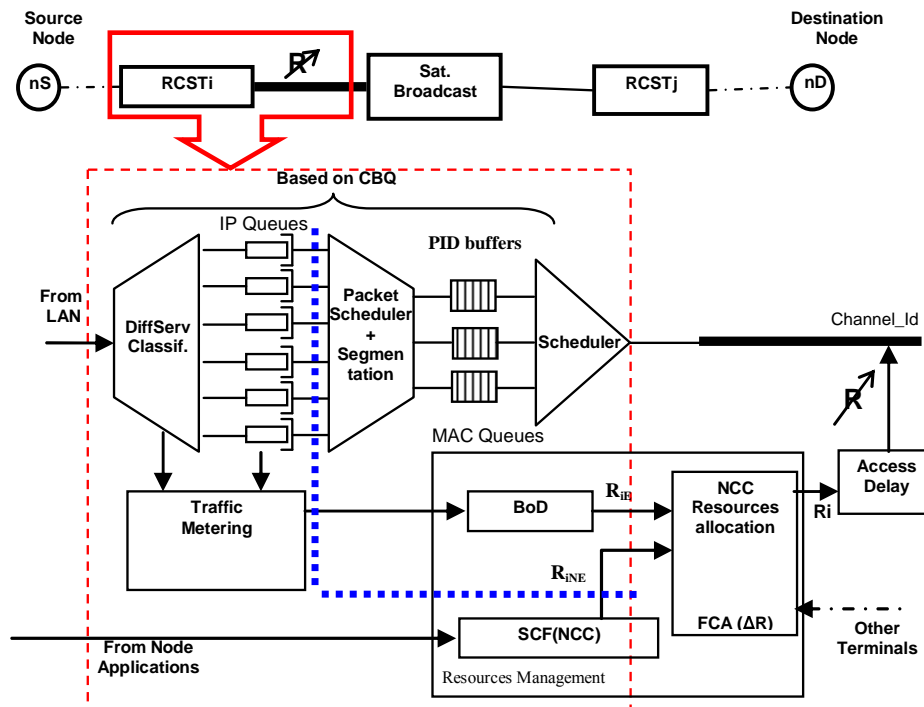 Source
Node
Destination
Node
nS
RCSTi
R
Sat.
Broadcast
RCSTj
nD
Based on CBQ
IP Queues
PID buffers
From
LAN
DiffServ
Classif.
Packet
Scheduler
+
Segmen
tation
Scheduler
Channel_Id
R
MAC Queues
Traffic
Metering
BoD
RiE
NCC
Resources
allocation
Ri
Access
Delay
RiNE
SCF(NCC)
FCA (ΔR)
Other
Terminals
From Node
Applications
Resources Management